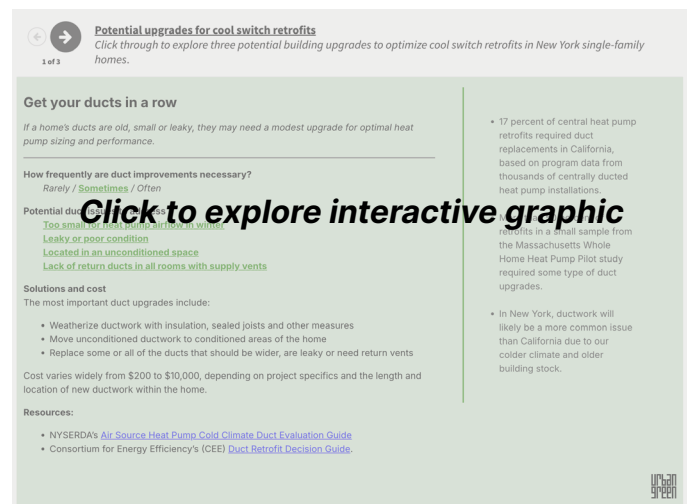 Potential upgrades for cool switch retrofits
Click through to explore three potential building upgrades to optimize cool switch retrofits in New York single-family
homes.
1 of 3
Get your ducts in a row
If a home's ducts are old, small or leaky, they may need a modest upgrade for optimal heat
pump sizing and performance.
How frequently are duct improvements necessary?
Rarely / Sometimes / Often
Click to explore interactive graphic
Potential duct issues to address?
Too small for heat pump airflow in winter
Leaky or poor condition
Located in an unconditioned space
Lack of return ducts in all rooms with supply vents
Solutions and cost
The most important duct upgrades include:
• Weatherize ductwork with insulation, sealed joists and other measures
• Move unconditioned ductwork to conditioned areas of the home
• Replace some or all of the ducts that should be wider, are leaky or need return vents
Cost varies widely from $200 to $10,000, depending on project specifics and the length and
location of new ductwork within the home.
Resources:
• NYSERDA's Air Source Heat Pump Cold Climate Duct Evaluation Guide
• Consortium for Energy Efficiency's (CEE) Duct Retrofit Decision Guide.
• 17 percent of central heat pump
retrofits required duct
replacements in California,
based on program data from
thousands of centrally ducted
heat pump installations.
retrofits in a small sample from
the Massachusetts Whole
Home Heat Pump Pilot study
required some type of duct
upgrades.
• In New York, ductwork will
likely be a more common issue
than California due to our
colder climate and older
building stock.
urban
green